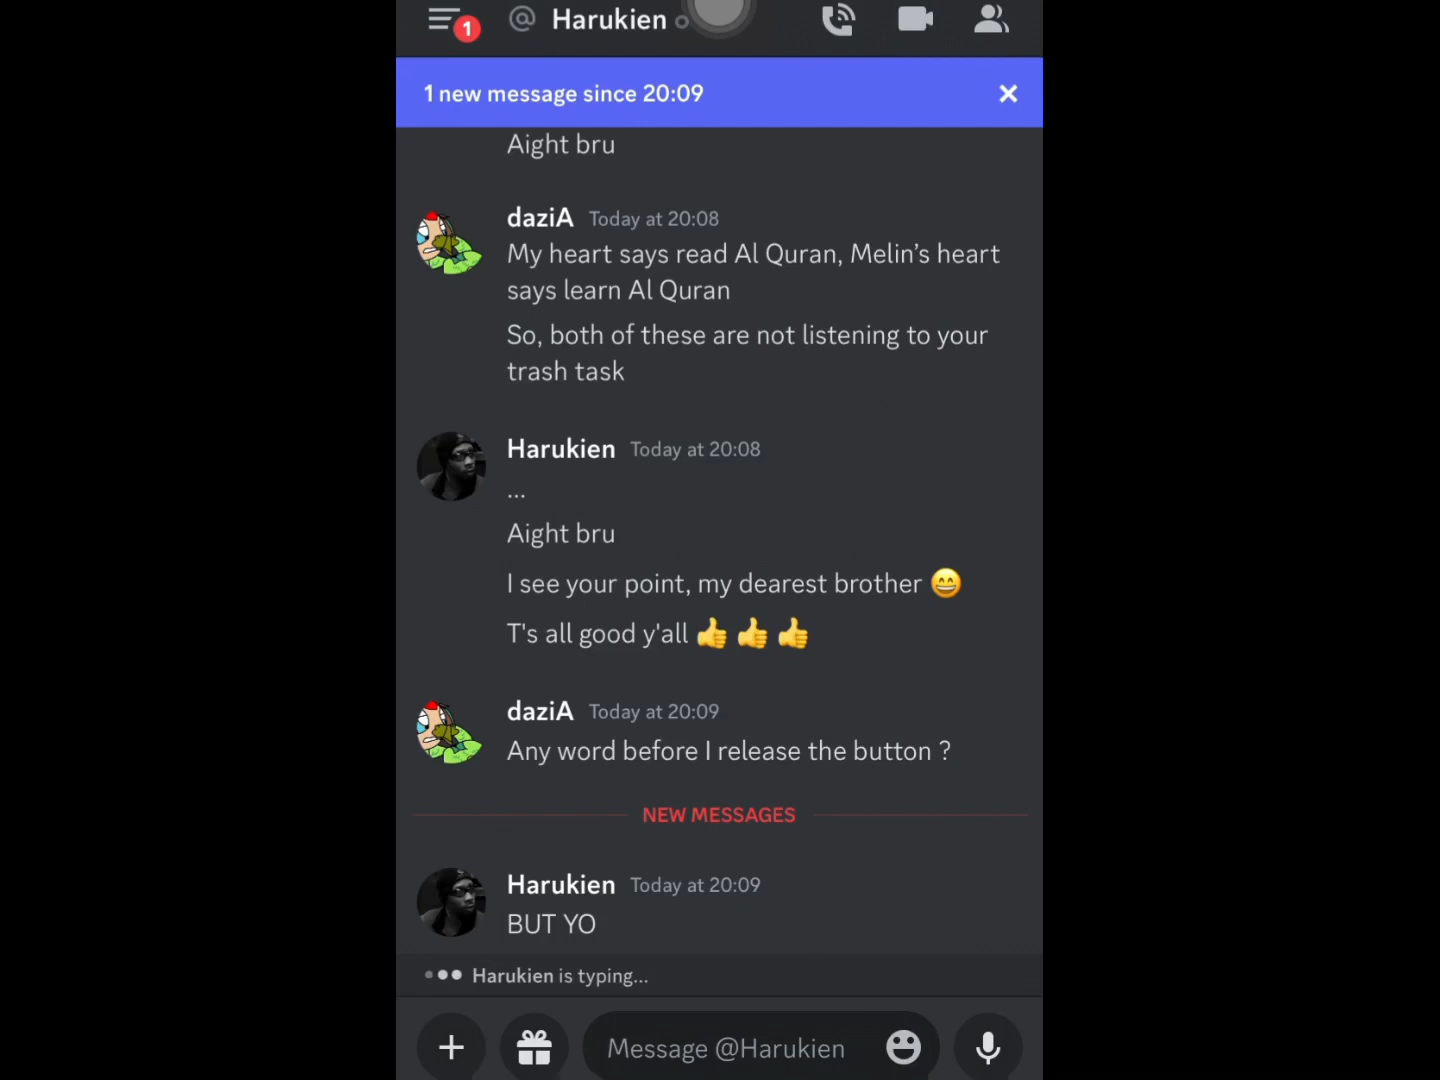 1
@ Harukien
1 new message since 20:09
Aight bru
daziA Today at 20:08
My heart says read Al Quran, Melin’s heart
says learn Al Quran
So, both of these are not listening to your
trash task
Harukien Today at 20:08
...
Aight bru
I see your point, my dearest brother 😄
T's all good y'all 👍 👍 👍
daziA Today at 20:09
Any word before I release the button ?
NEW MESSAGES
Harukien Today at 20:09
BUT YO
Harukien is typing...
Message @Harukien